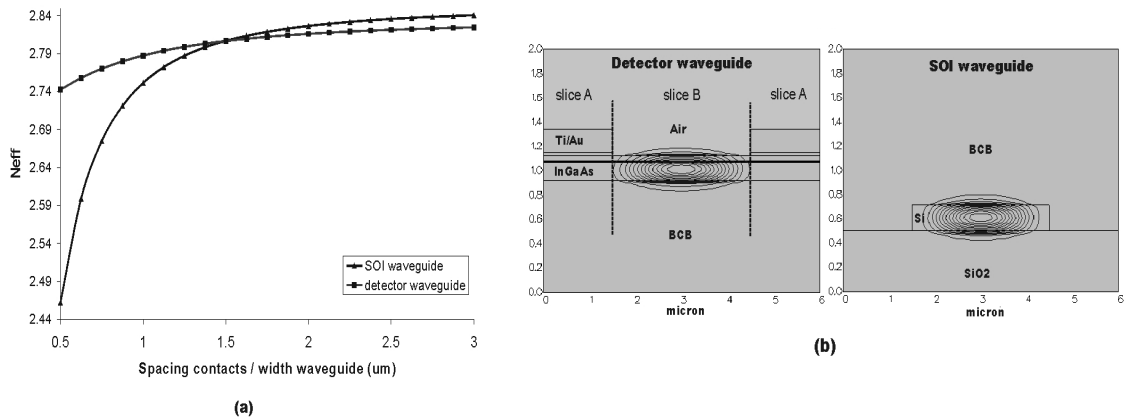 2.84
2.79
2.74
2.69
2.64
2.59
2.54
2.49
2.44
Neff
SOI waveguide
detector waveguide
0.5 1 1.5 2 2.5 3
Spacing contacts / width waveguide (um)
(a)
Detector waveguide
slice A slice B slice A
Air
Ti/Au
InGaAs
BCB
2.0
1.8
1.6
1.4
1.2
1.0
0.8
0.6
0.4
0.2
0.0
0 1 2 3 4 5 6
micron
SOI waveguide
BCB
Si
SiO2
2.0
1.8
1.6
1.4
1.2
1.0
0.8
0.6
0.4
0.2
0.0
0 1 2 3 4 5 6
micron
(b)